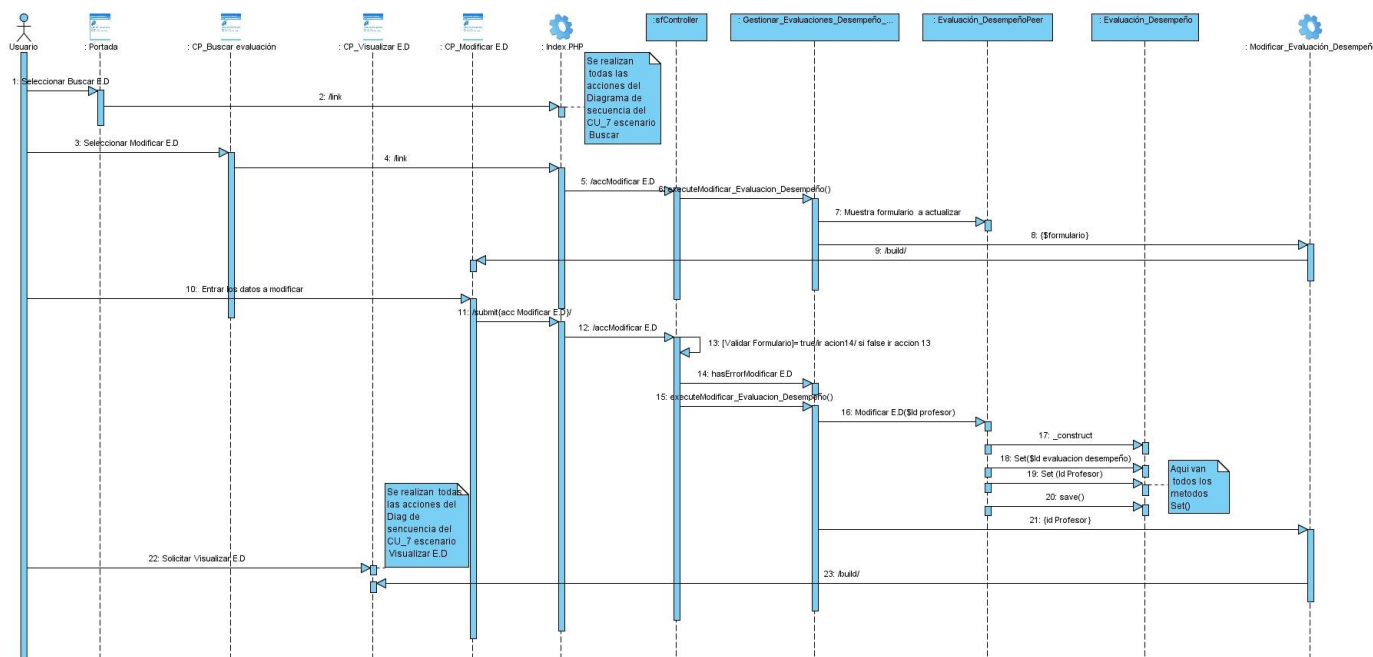 :sfController
: Gestionar_Evaluaciones_Desempeño_...
: Evaluación_DesempeñoPeer
: Evaluación_Desempeño
Usuario
: Portada
: CP_Buscar evaluación
: CP_Visualizar E.D
: CP_Modificar E.D
: Index.PHP
: Modificar_Evaluación_Desempeñ
Se realizan
todas las
acciones del
Diagrama de
secuencia del
CU_7 escenario
Buscar
1: Seleccionar Buscar E.D
2: /link
3: Seleccionar Modificar E.D
4: /link
5: /accModificar E.D
6: executeModificar_Evaluacion_Desempeño()
7: Muestra formulario a actualizar
8: {$formulario}
9: /build/
10: Entrar los datos a modificar
11: /submit{acc Modificar E.D}/
12: /accModificar E.D
13: [Validar Formulario]= true/ir acion14/ si false ir accion 13
14: hasErrorModificar E.D
15: executeModificar_Evaluacion_Desempeño()
16: Modificar E.D($Id profesor)
17: _construct
18: Set($Id evaluacion desempeño)
19: Set (Id Profesor)
20: save()
Aqui van
todos los
metodos
Set()
21: {id Profesor}
Se realizan todas
las acciones del
Diag de
sencuencia del
CU_7 escenario
Visualizar E.D
22: Solicitar Visualizar E.D
23: /build/